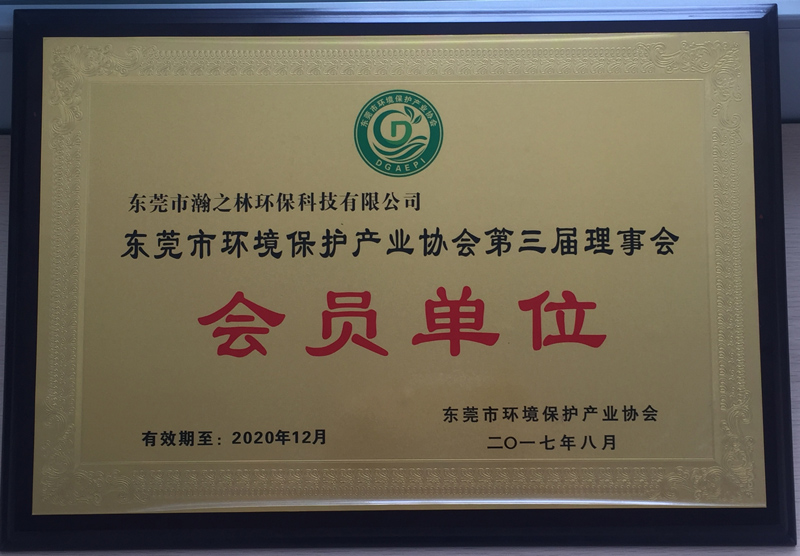 东莞市环境保护产业协会
DGAEPI
东莞市瀚之林环保科技有限公司
东莞市环境保护产业协会第三届理事会
会员单位
东莞市环境保护产业协会
有效期至：2020年12月
二〇一七年八月